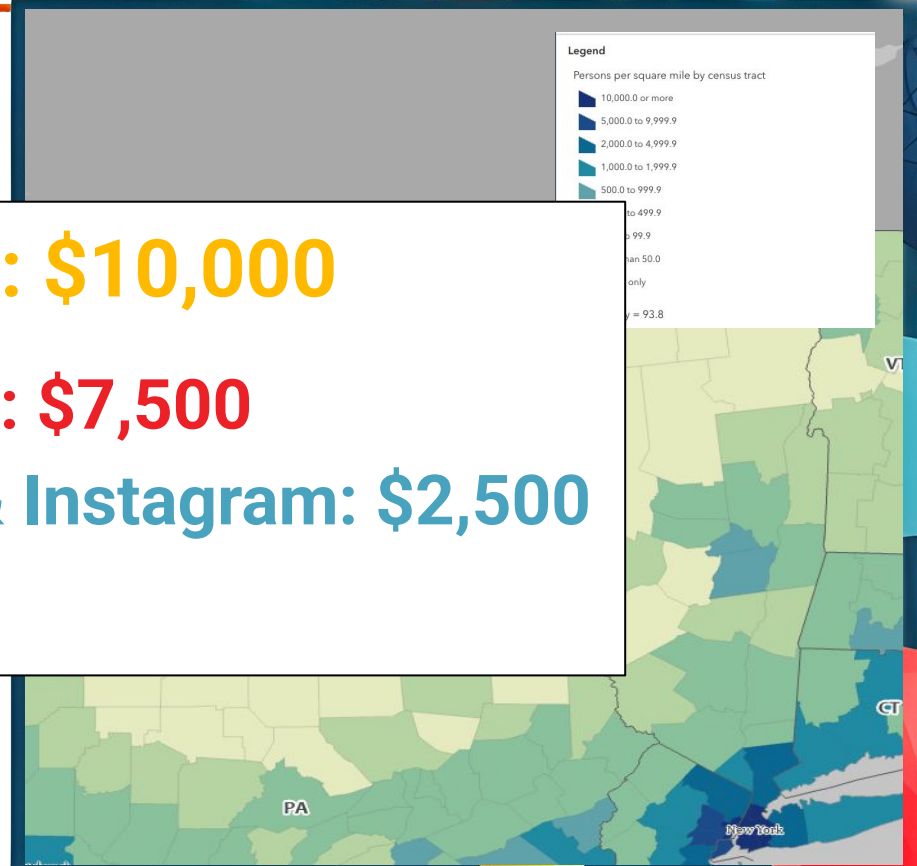 Legend
Persons per square mile by census tract
10,000.0 or more
5,000.0 to 9,999.9
2,000.0 to 4,999.9
1,000.0 to 1,999.9
500.0 to 999.9
to 499.9
99.9
50.0
only
= 93.8
: $10,000
: $7,500
& Instagram: $2,500
VT
CT
PA
New York